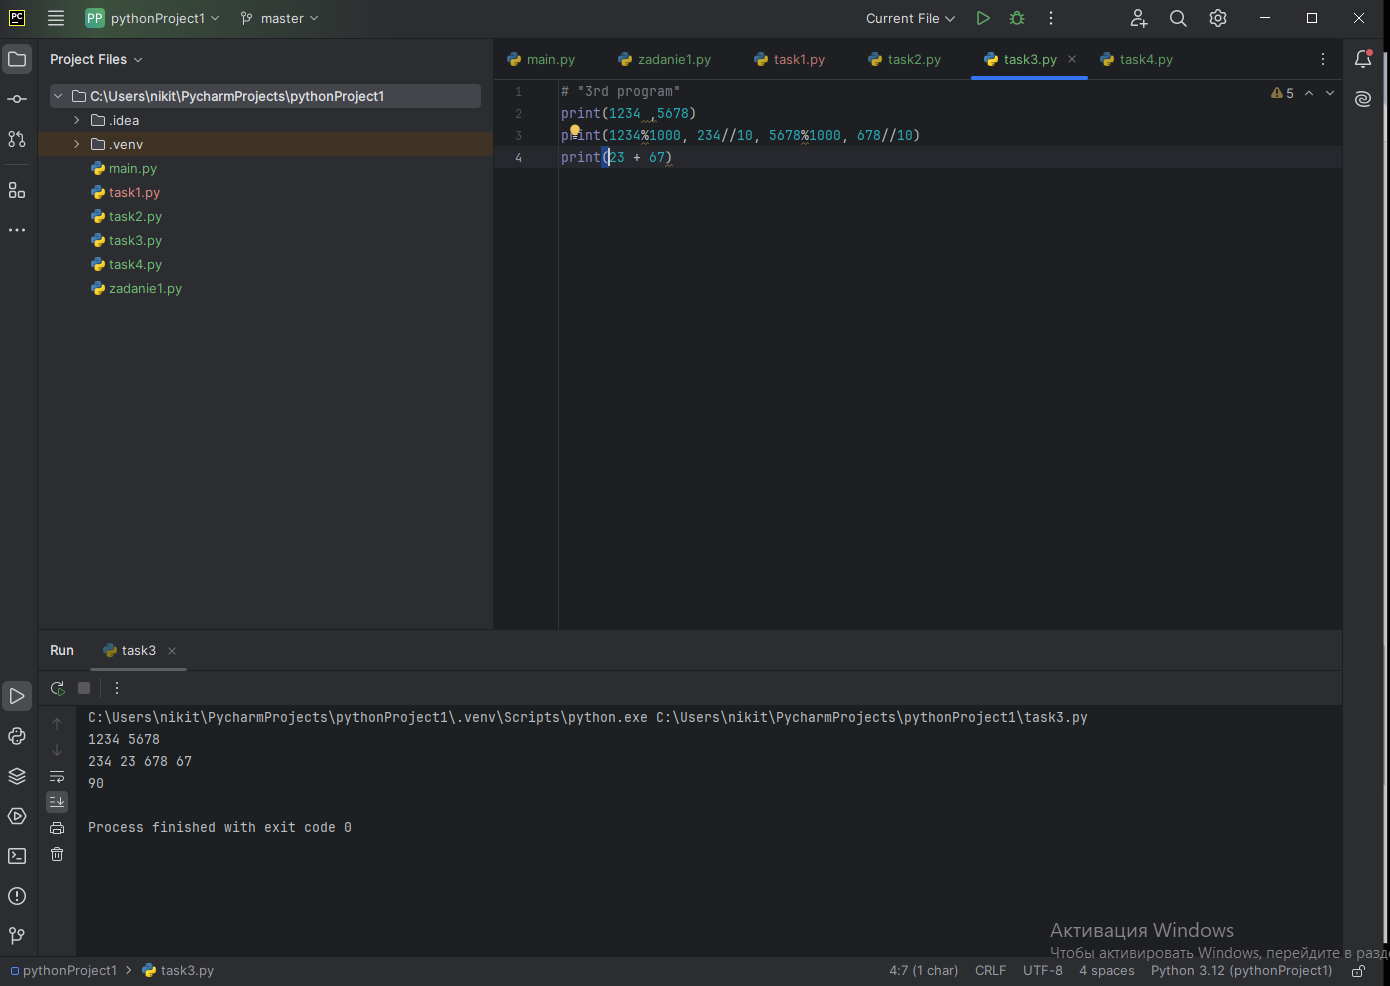 PC PP pythonProject1 master Current File
Project Files
main.py zadanie1.py task1.py task2.py task3.py task4.py
C:\Users\nikit\PycharmProjects\pythonProject1
.idea
.venv
main.py
task1.py
task2.py
task3.py
task4.py
zadanie1.py
1 # "3rd program"
5
2 print(1234 ,5678)
3 print(1234%1000, 234//10, 5678%1000, 678//10)
4 print(23 + 67)
Run task3
C:\Users\nikit\PycharmProjects\pythonProject1\.venv\Scripts\python.exe C:\Users\nikit\PycharmProjects\pythonProject1\task3.py
1234 5678
234 23 678 67
90
Process finished with exit code 0
Активация Windows
Чтобы активировать Windows, перейдите в разд
pythonProject1 task3.py 4:7 (1 char) CRLF UTF-8 4 spaces Python 3.12 (pythonProject1)